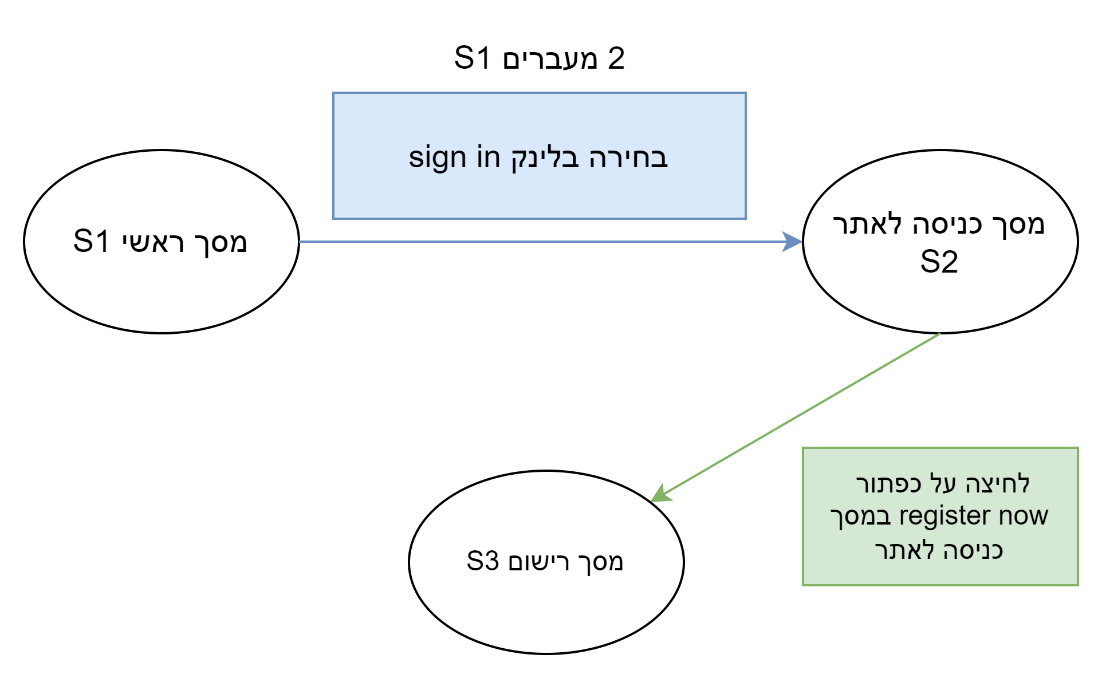 2 מעברים S1
בחירה בלינק sign in
מסך ראשי S1
מסך כניסה לאתר
S2
לחיצה על כפתור
register now במסך
כניסה לאתר
מסך רישום S3